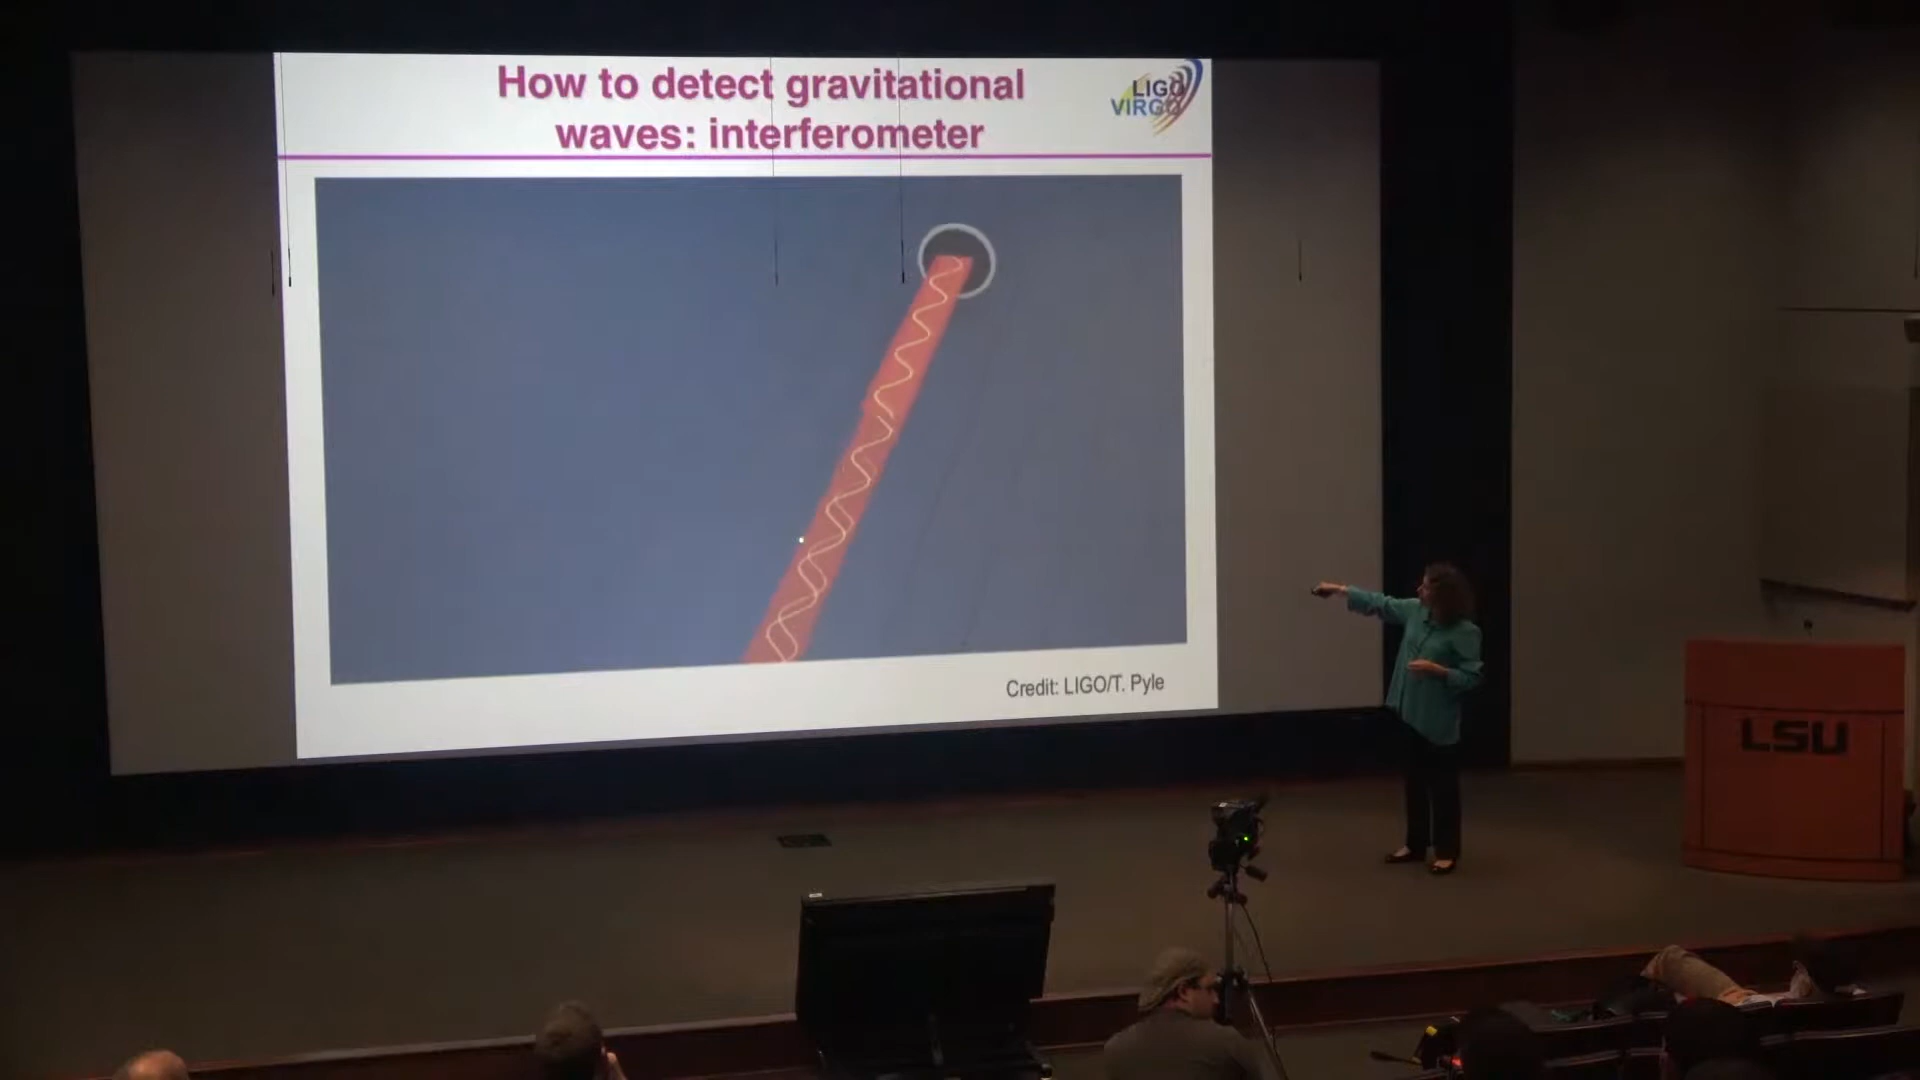 How to detect gravitational
waves: interferometer
LIGO
VIRGO
Credit: LIGO/T. Pyle
LSU